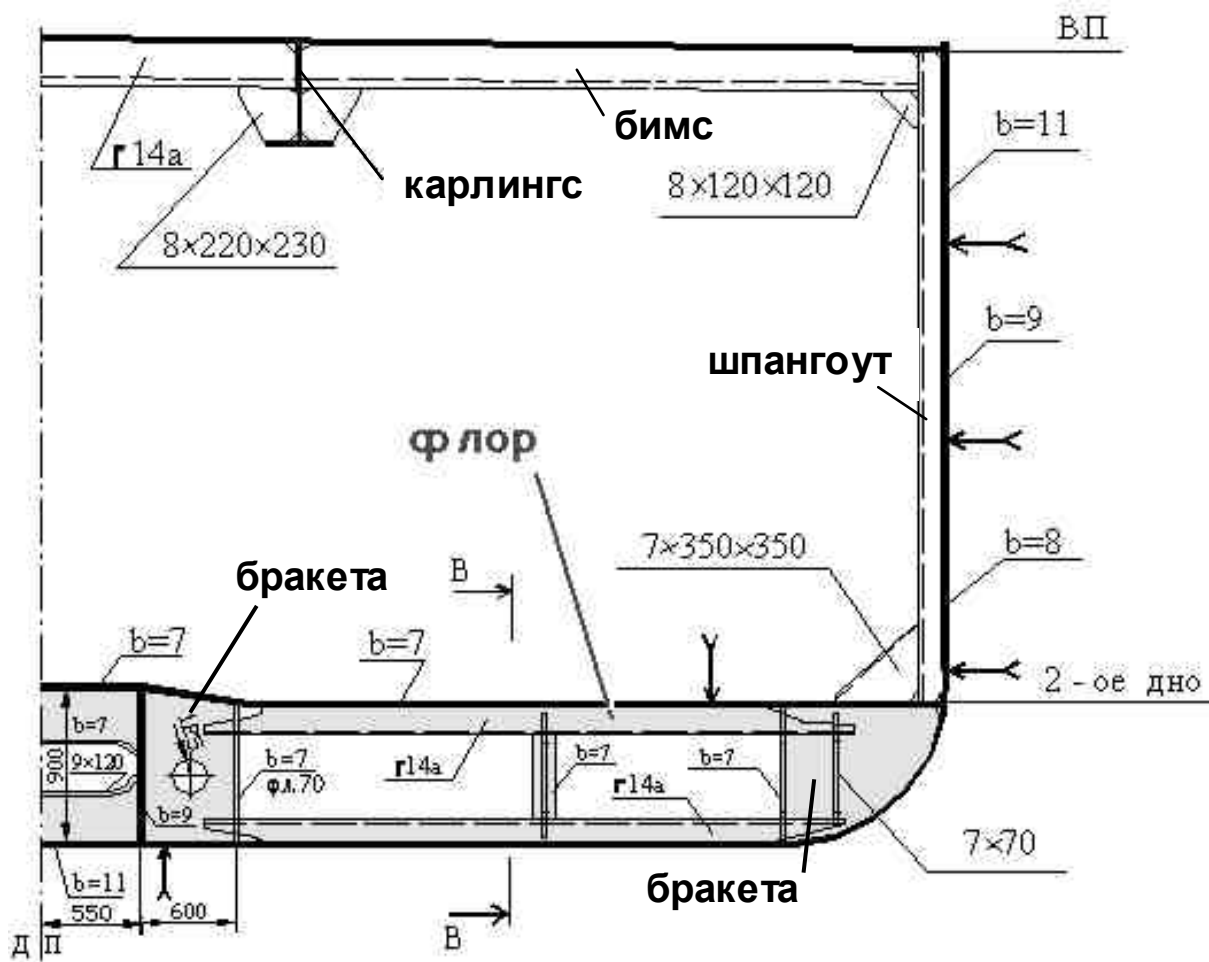 ВП
бимс
b=11
Г14а
карлингс
8×120×120
8×220×230
b=9
шпангоут
флор
7×350×350
b=8
бракета
В
b=7
b=7
2 - ое дно
b=7
900
9×120
b=7
фл.70
Г14а
b=7
b=7
Г14а
b=9
7×70
b=11
бракета
550
600
В
ДП